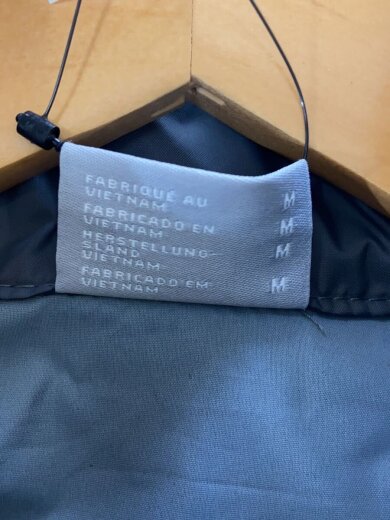 FABRIQUÉ AU
VIETNAM M
FABRICADO EN
VIETNAM M
HERSTELLUNG-
SLAND M
VIETNAM
FABRICADO EM
VIETNAM M